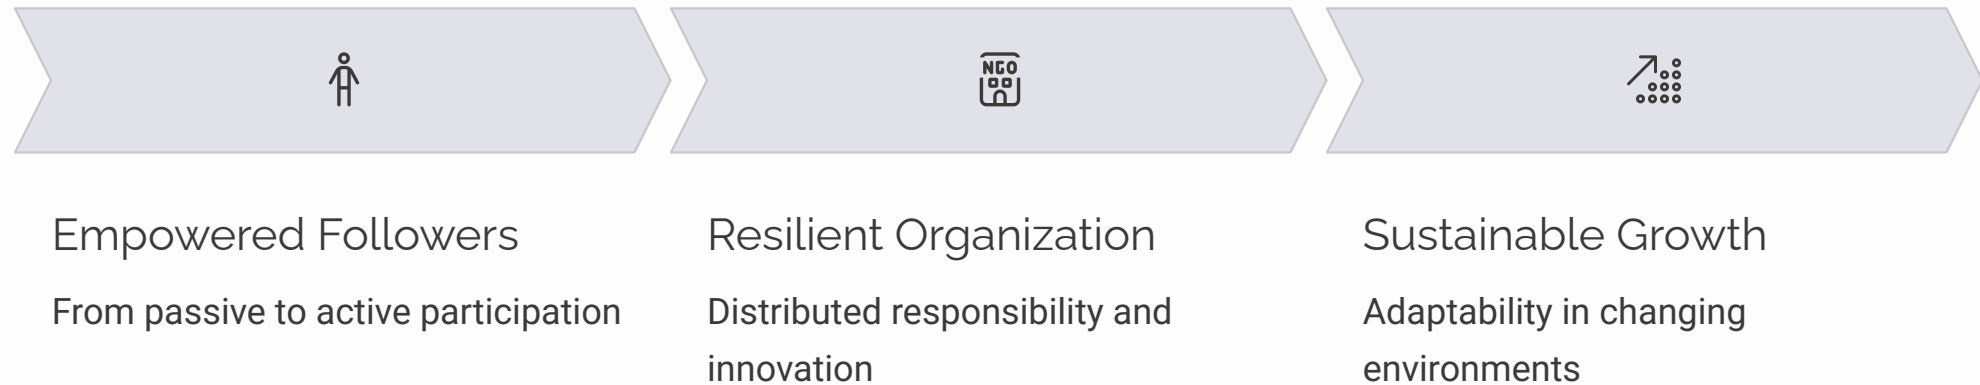 NGO
Empowered Followers
From passive to active participation
Resilient Organization
Distributed responsibility and
innovation
Sustainable Growth
Adaptability in changing
environments